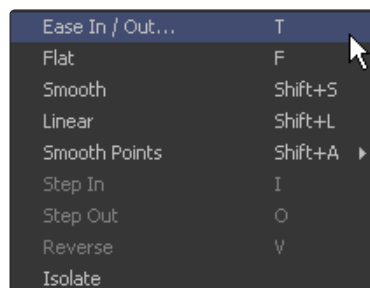 Ease In / Out... T
Flat F
Smooth Shift+S
Linear Shift+L
Smooth Points Shift+A
Step In I
Step Out O
Reverse V
Isolate